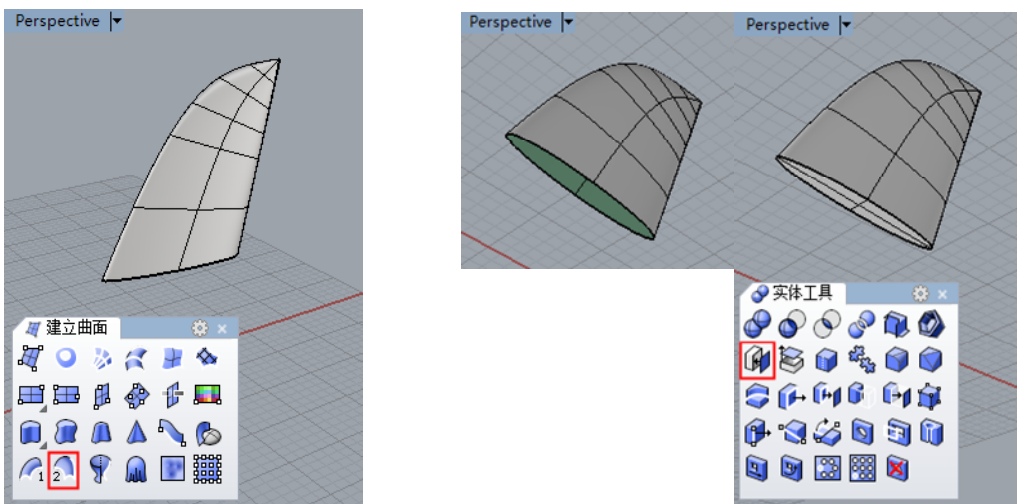 Perspective
Perspective
Perspective
建立曲面
1
2
实体工具